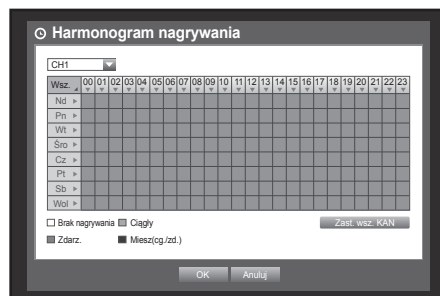 Harmonogram nagrywania
CH1
Wsz. 00 01 02 03 04 05 06 07 08 09 10 11 12 13 14 15 16 17 18 19 20 21 22 23
Nd
Pn
Wt
Śro
Cz
Pt
Sb
Wol
Brak nagrywania Ciągły Zast. wsz. KAN
Zdarz. Miesz(cg./zd.)
OK Anuluj